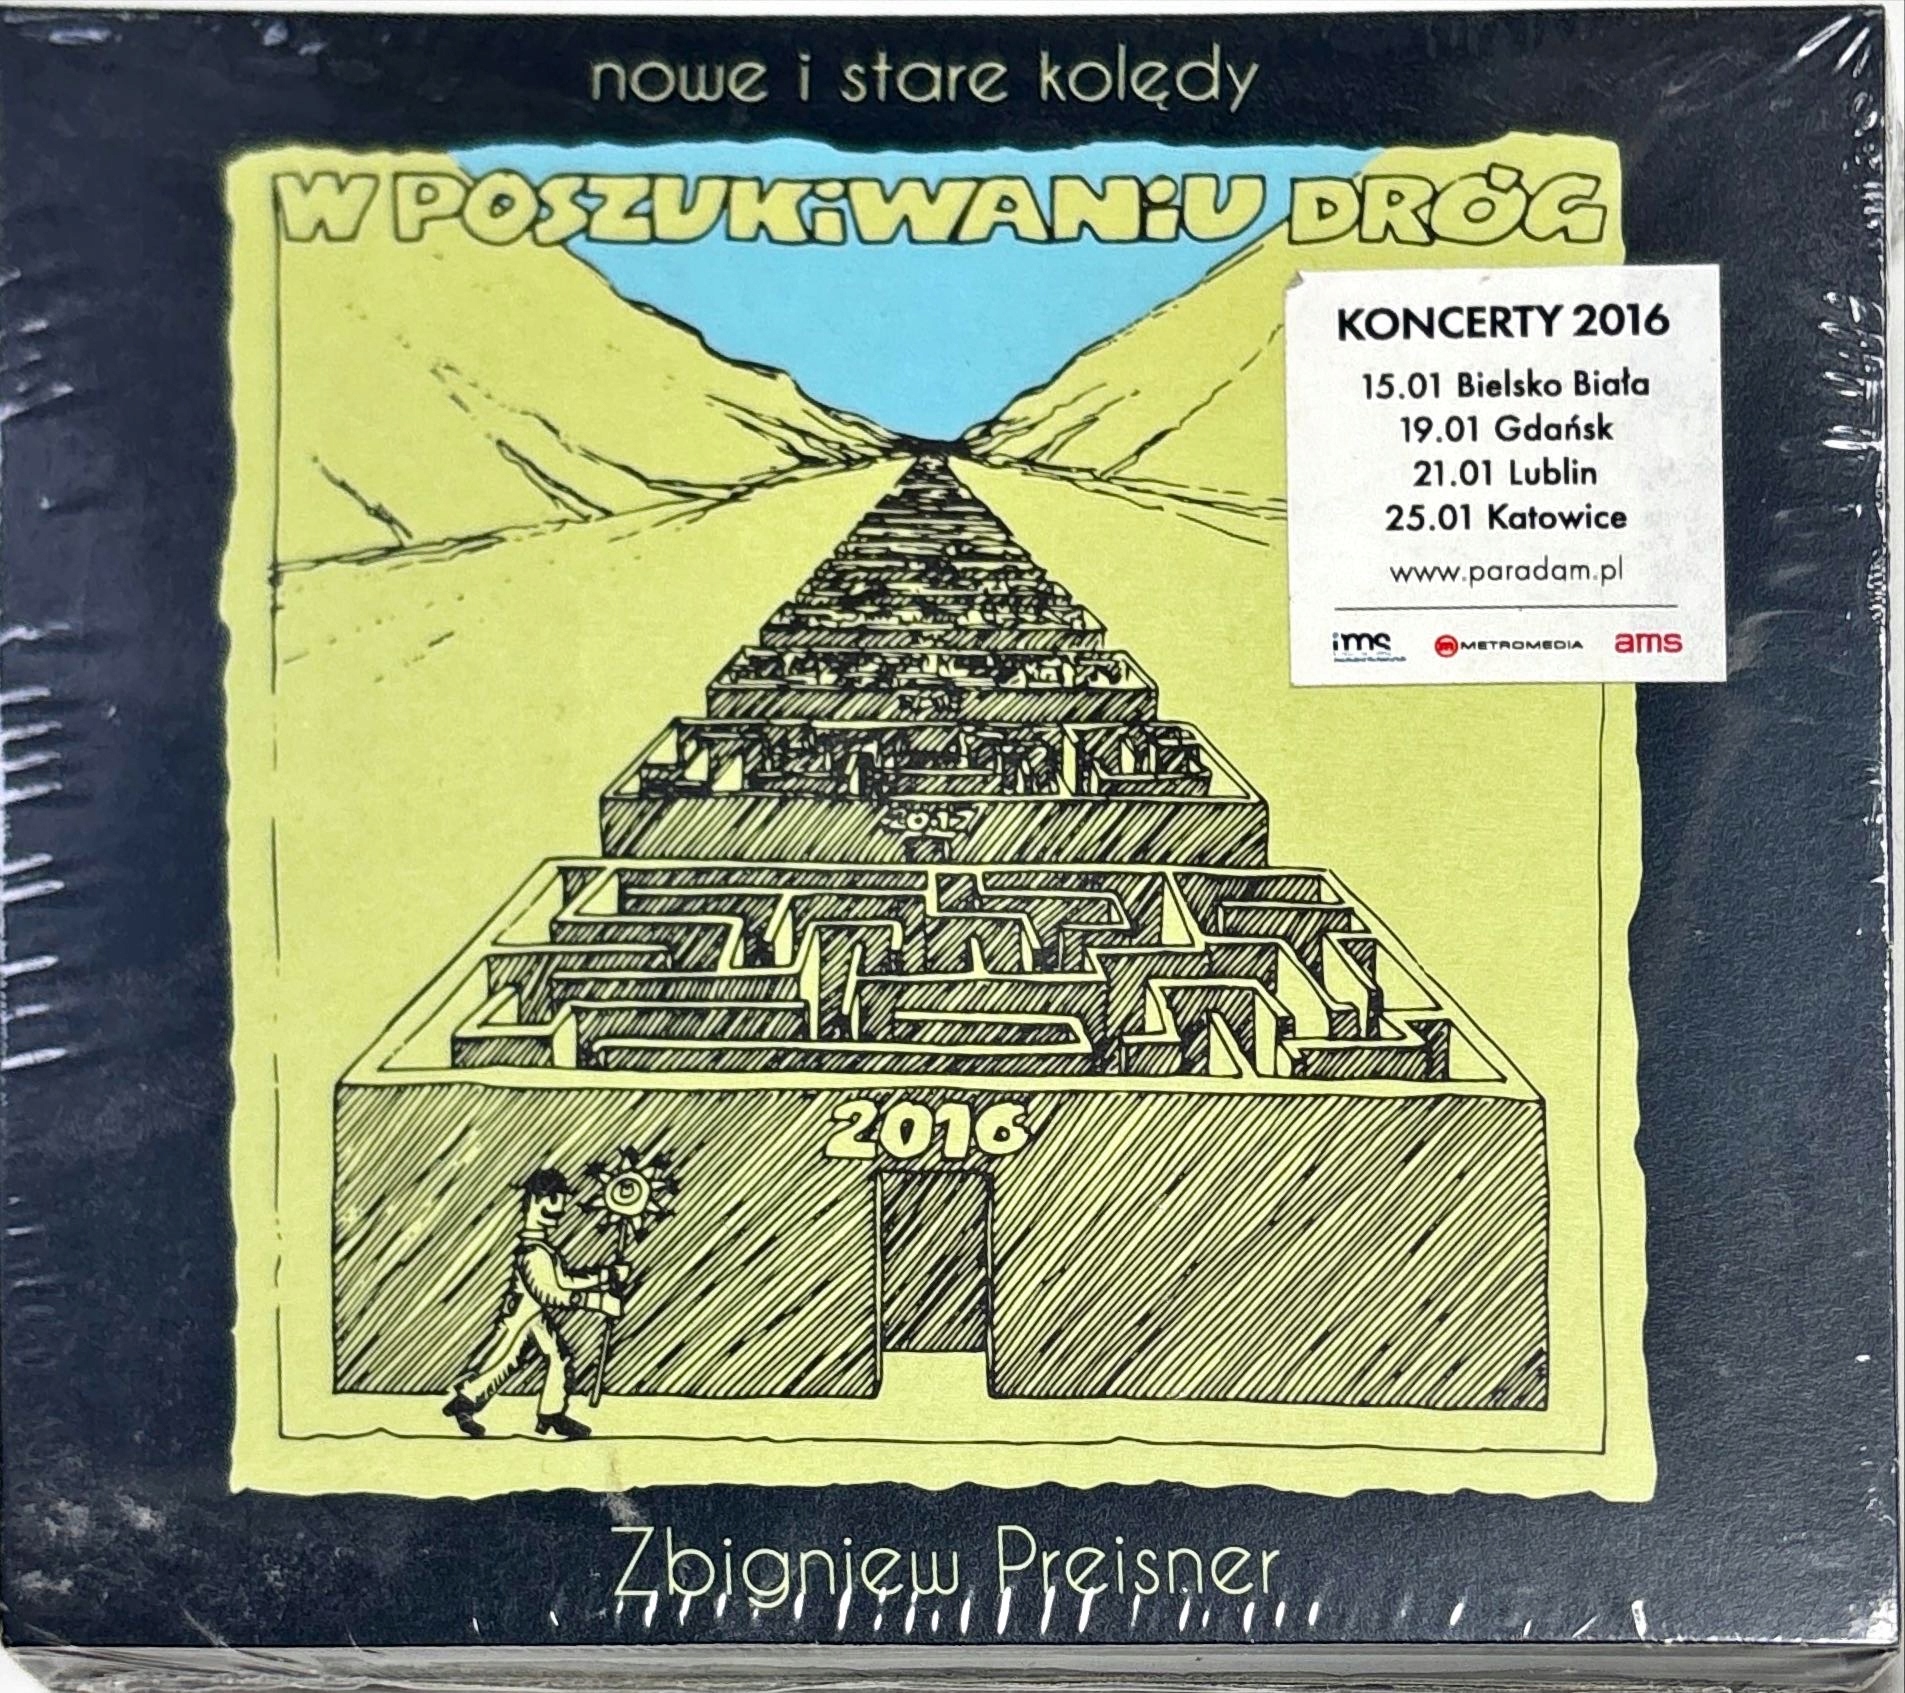 nowe i stare kolędy
W POSZUKiWANiU DRÓG
KONCERTY 2016
15.01 Bielsko Biała
19.01 Gdańsk
21.01 Lublin
25.01 Katowice
www.paradam.pl
ims METROMEDIA ams
2017
2016
Zbigniew Preisner